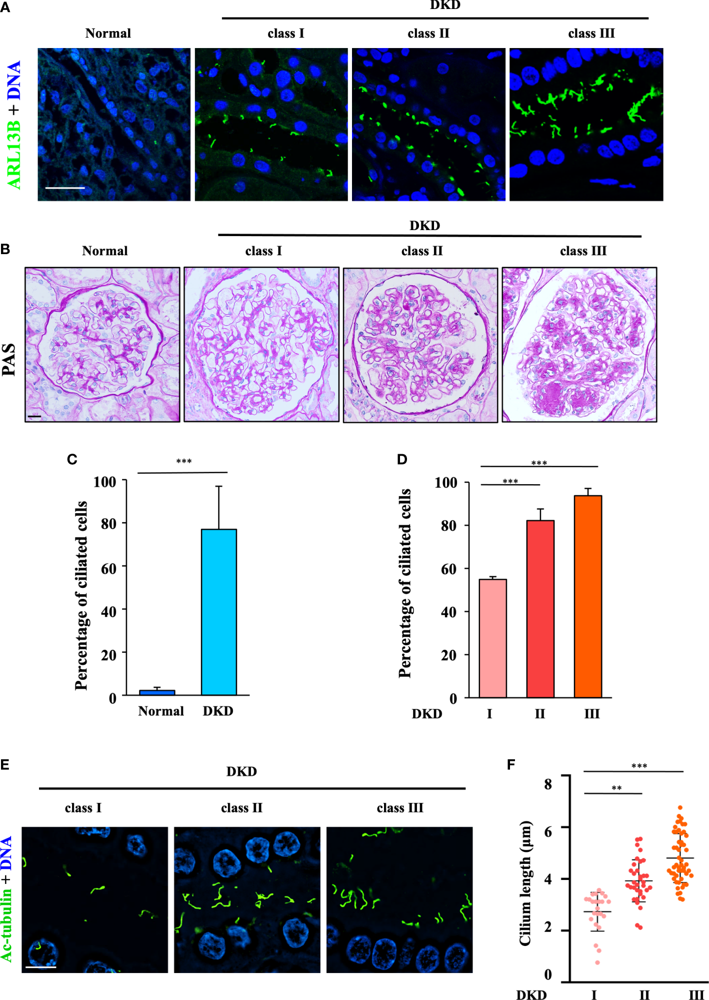 A
DKD
Normal
class I
class II
class III
ARL13B + DNA
DKD
B
Normal
class I
class II
class III
PAS
C
***
Percentage of ciliated cells
100
80
60
40
20
0
Normal
DKD
D
***
***
Percentage of ciliated cells
100
80
60
40
20
0
DKD
I
II
III
E
DKD
class I
class II
class III
Ac-tubulin + DNA
F
***
**
Cilium length (μm)
8
6
4
2
0
DKD
I
II
III